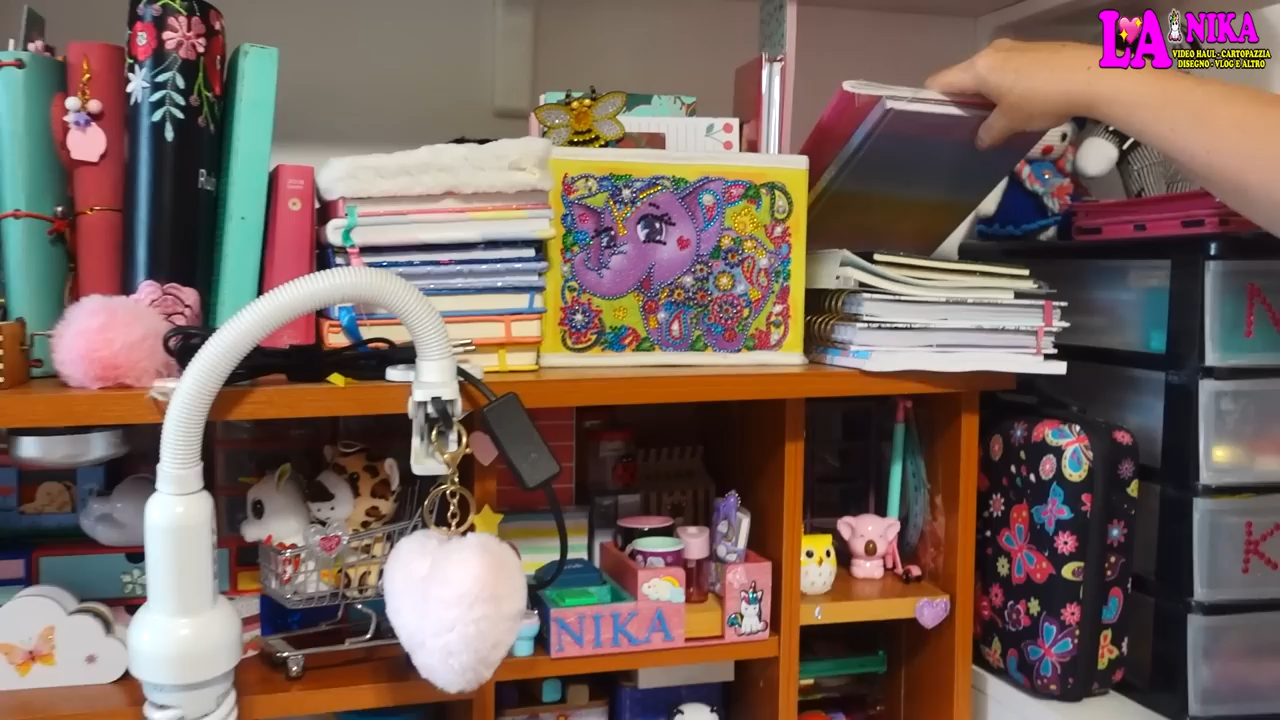 LA NIKA
VIDEO HAUL - CARTOPAZZIA
DISEGNO - VLOG E ALTRO
NIKA
N
K